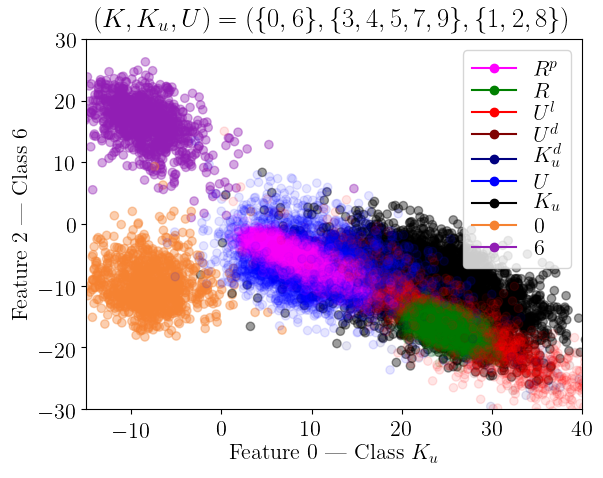 (K, K_u, U) = ({0, 6}, {3, 4, 5, 7, 9}, {1, 2, 8})
30
20
10
0
−10
−20
−30
Feature 2 — Class 6
R^p
R
U^l
U^d
K_u^d
U
K_u
0
6
−10
0
10
20
30
40
Feature 0 — Class K_u